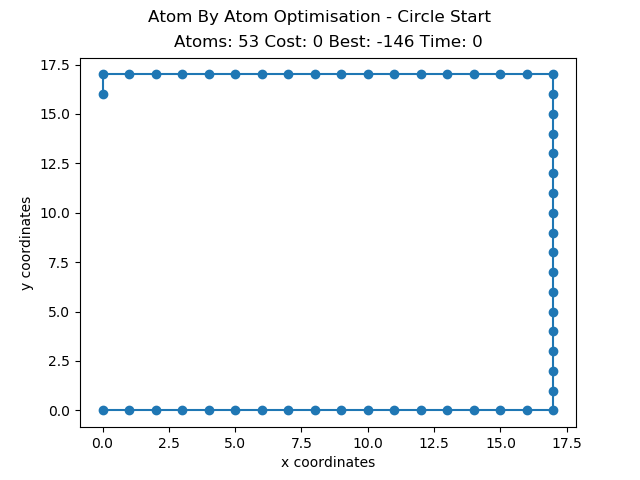 Atom By Atom Optimisation - Circle Start
Atoms: 53 Cost: 0 Best: -146 Time: 0
17.5
15.0
12.5
10.0
7.5
5.0
2.5
0.0
y coordinates
0.0 2.5 5.0 7.5 10.0 12.5 15.0 17.5
x coordinates